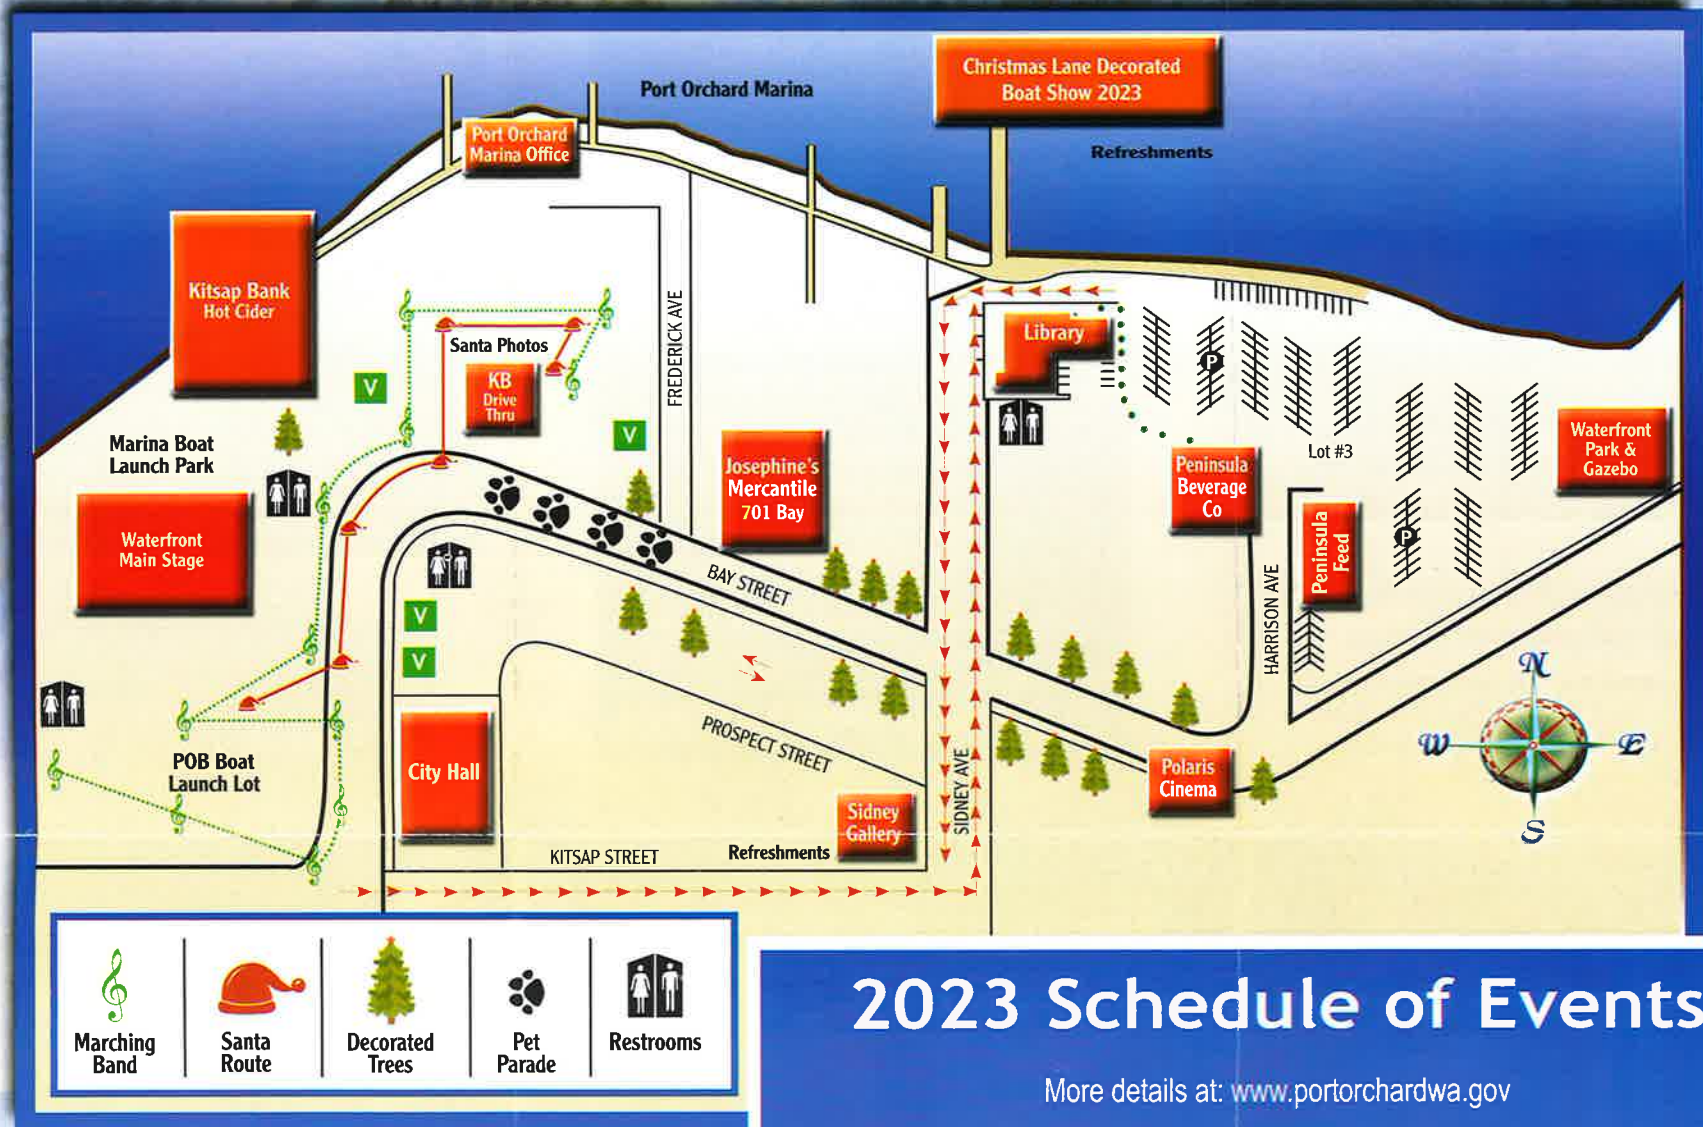 Christmas Lane Decorated
Boat Show 2023
Port Orchard Marina
Port Orchard
Marina Office
Refreshments
Kitsap Bank
Hot Cider
Santa Photos
KB
Drive
Thru
V
V
FREDERICK AVE
Library
P
Lot #3
Waterfront
Park &
Gazebo
Marina Boat
Launch Park
Josephine's
Mercantile
701 Bay
Peninsula
Beverage
Co
Peninsula
Feed
P
Waterfront
Main Stage
BAY STREET
HARRISON AVE
V
V
N
W
E
S
PROSPECT STREET
SIDNEY AVE
POB Boat
Launch Lot
City Hall
Polaris
Cinema
Sidney
Gallery
KITSAP STREET
Refreshments
Marching
Band
Santa
Route
Decorated
Trees
Pet
Parade
Restrooms
2023 Schedule of Events
More details at: www.portorchardwa.gov